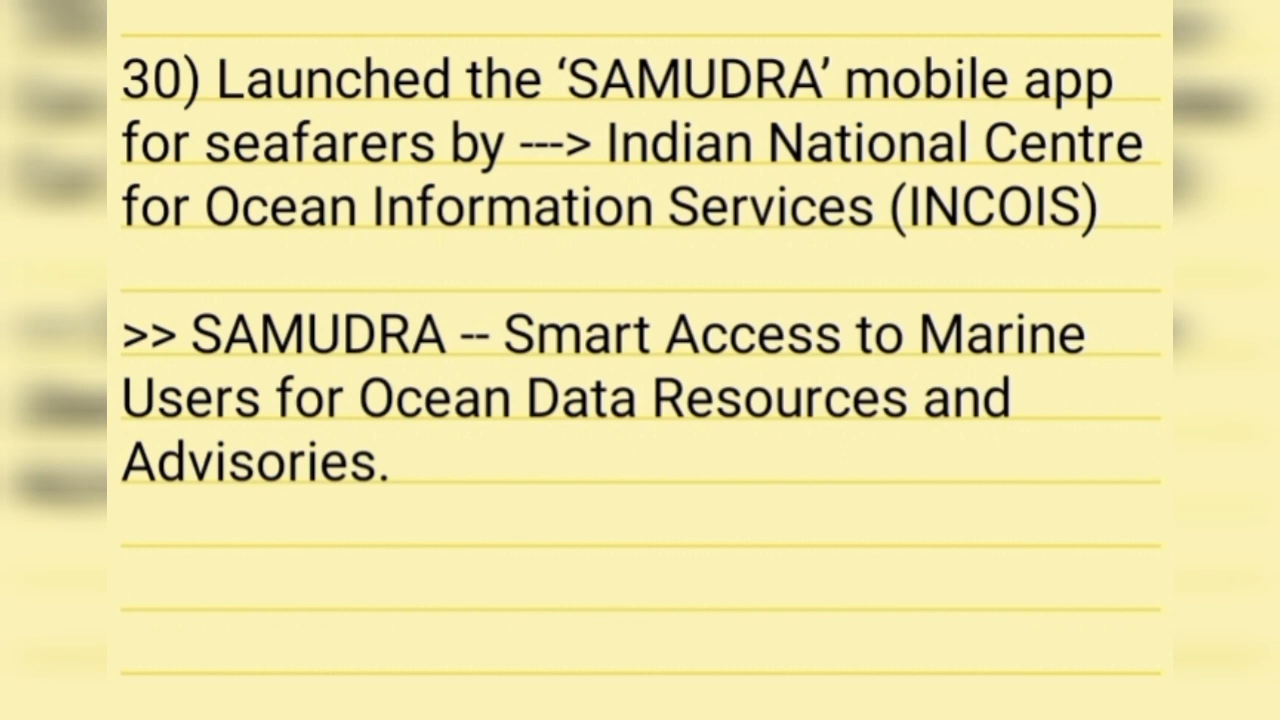 30) Launched the ‘SAMUDRA’ mobile app
for seafarers by ---> Indian National Centre
for Ocean Information Services (INCOIS)
>> SAMUDRA -- Smart Access to Marine
Users for Ocean Data Resources and
Advisories.